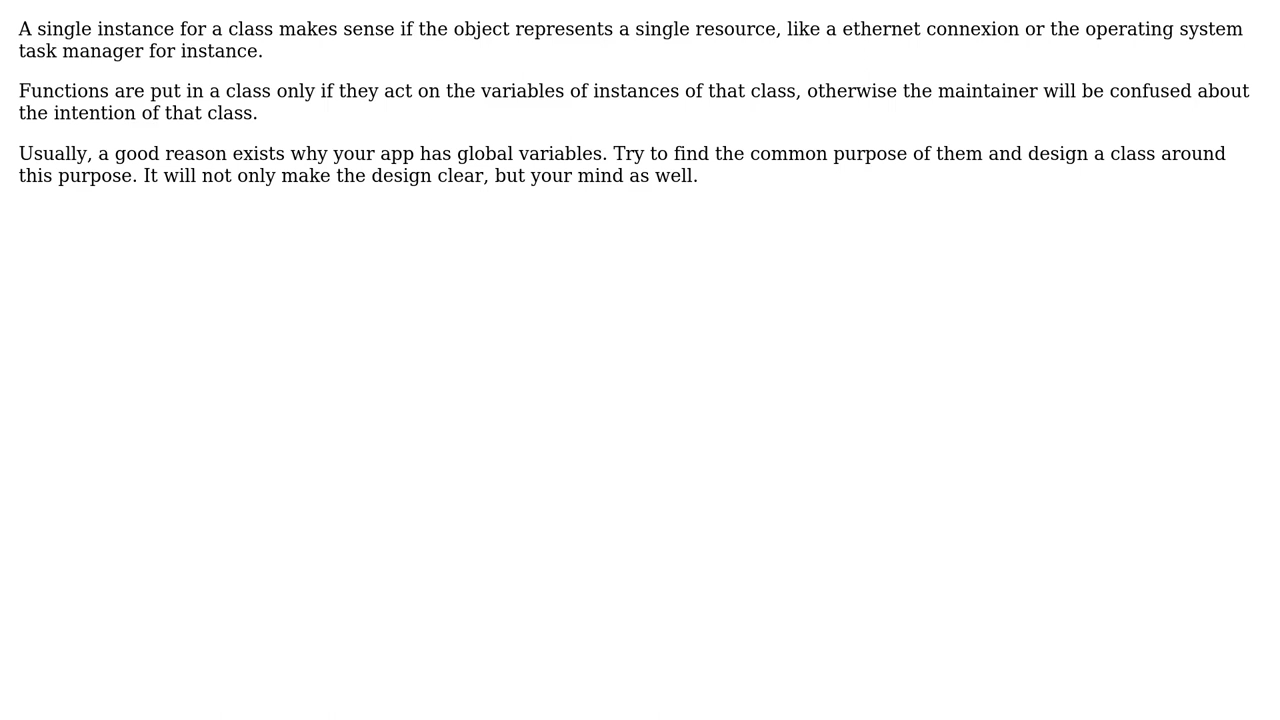 A single instance for a class makes sense if the object represents a single resource, like a ethernet connexion or the operating system
task manager for instance.
Functions are put in a class only if they act on the variables of instances of that class, otherwise the maintainer will be confused about
the intention of that class.
Usually, a good reason exists why your app has global variables. Try to find the common purpose of them and design a class around
this purpose. It will not only make the design clear, but your mind as well.